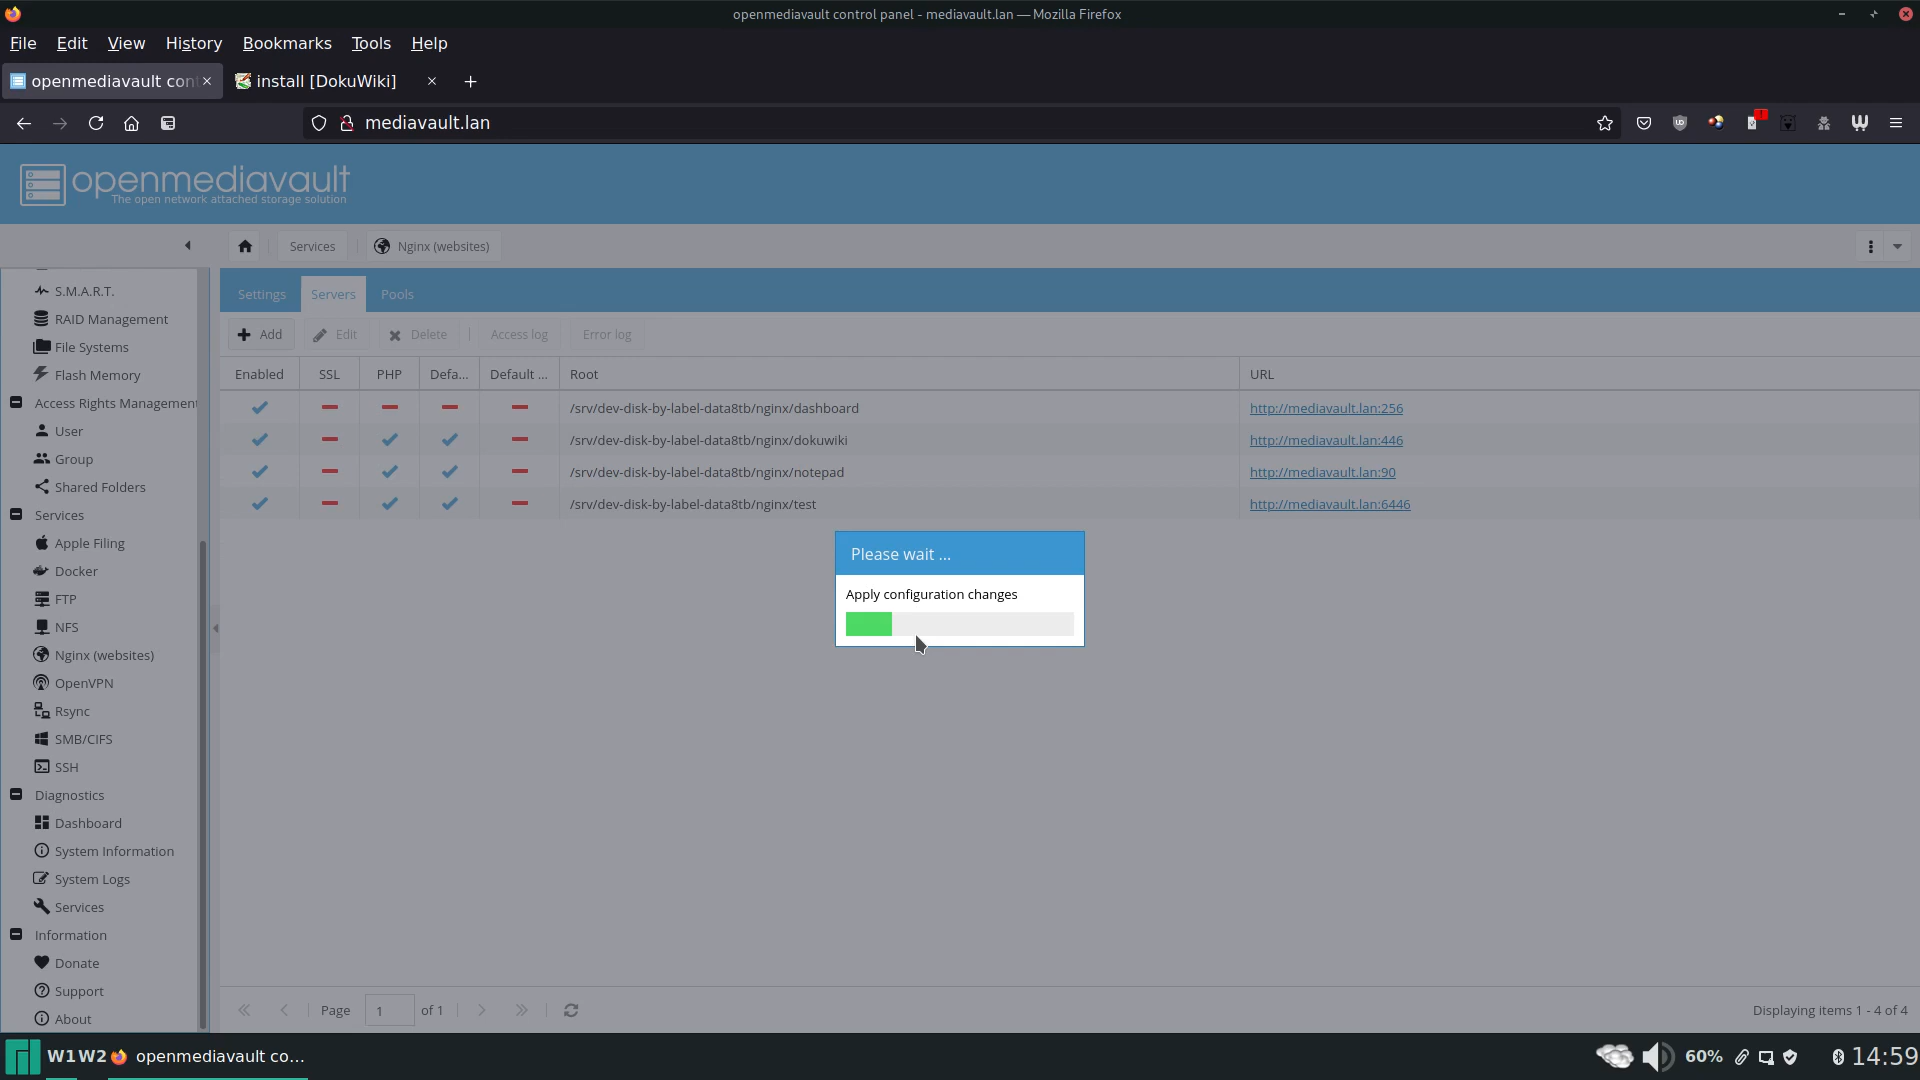 openmediavault control panel - mediavault.lan — Mozilla Firefox
File Edit View History Bookmarks Tools Help
openmediavault con
install [DokuWiki]
mediavault.lan
openmediavault
The open network attached storage solution
Services
Nginx (websites)
S.M.A.R.T.
RAID Management
File Systems
Flash Memory
Access Rights Management
User
Group
Shared Folders
Services
Apple Filing
Docker
FTP
NFS
Nginx (websites)
OpenVPN
Rsync
SMB/CIFS
SSH
Diagnostics
Dashboard
System Information
System Logs
Services
Information
Donate
Support
About
Settings Servers Pools
Add Edit Delete Access log Error log
Enabled SSL PHP Defa... Default ... Root URL
/srv/dev-disk-by-label-data8tb/nginx/dashboard http://mediavault.lan:256
/srv/dev-disk-by-label-data8tb/nginx/dokuwiki http://mediavault.lan:446
/srv/dev-disk-by-label-data8tb/nginx/notepad http://mediavault.lan:90
/srv/dev-disk-by-label-data8tb/nginx/test http://mediavault.lan:6446
Please wait ...
Apply configuration changes
Page 1 of 1
Displaying items 1 - 4 of 4
W1 W2 openmediavault co...
60%
14:59